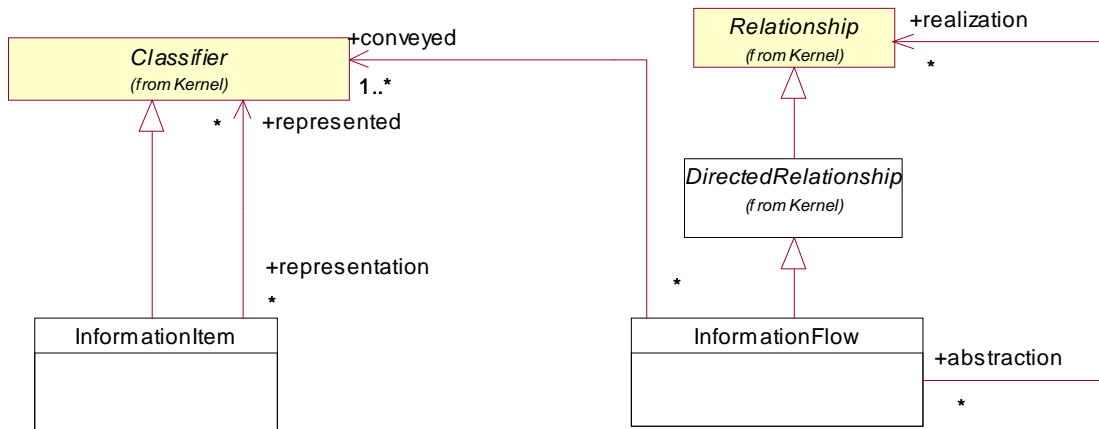 Classifier
(from Kernel)
+conveyed
1..*
*
+represented
+representation
*
InformationItem
Relationship
(from Kernel)
+realization
*
DirectedRelationship
(from Kernel)
*
InformationFlow
+abstraction
*